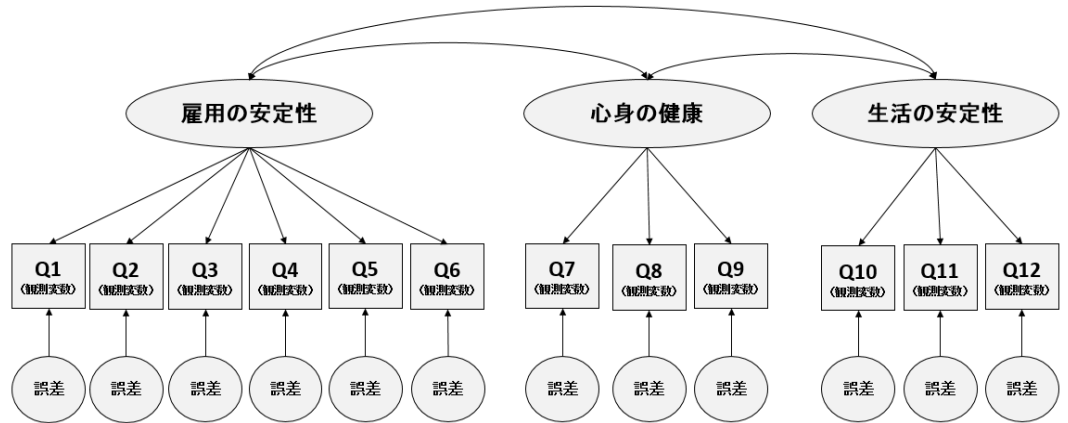 雇用の安定性
心身の健康
生活の安定性
Q1
(観測変数)
Q2
(観測変数)
Q3
(観測変数)
Q4
(観測変数)
Q5
(観測変数)
Q6
(観測変数)
Q7
(観測変数)
Q8
(観測変数)
Q9
(観測変数)
Q10
(観測変数)
Q11
(観測変数)
Q12
(観測変数)
誤差
誤差
誤差
誤差
誤差
誤差
誤差
誤差
誤差
誤差
誤差
誤差